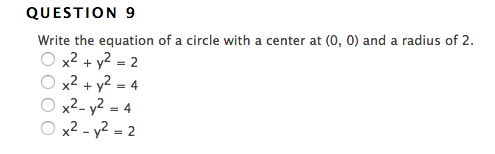 QUESTION 9
Write the equation of a circle with a center at (0, 0) and a radius of 2.
x² + y² = 2
x² + y² = 4
x²- y² = 4
x² - y² = 2